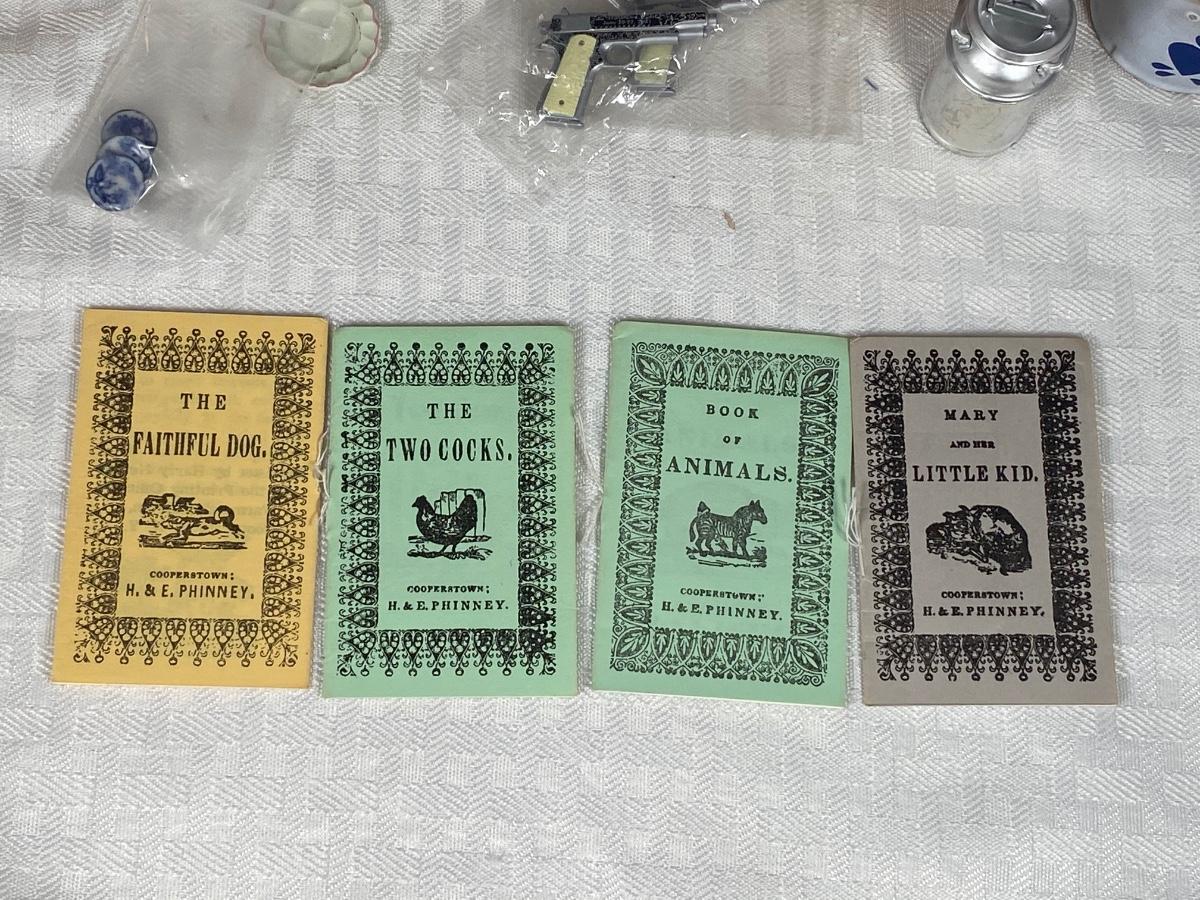 THE
FAITHFUL DOG.
COOPERSTOWN:
H. & E. PHINNEY.
THE
TWO COCKS.
COOPERSTOWN:
H. & E. PHINNEY.
BOOK
OF
ANIMALS.
COOPERSTOWN:
H. & E. PHINNEY.
MARY
AND HER
LITTLE KID.
COOPERSTOWN:
H. & E. PHINNEY.